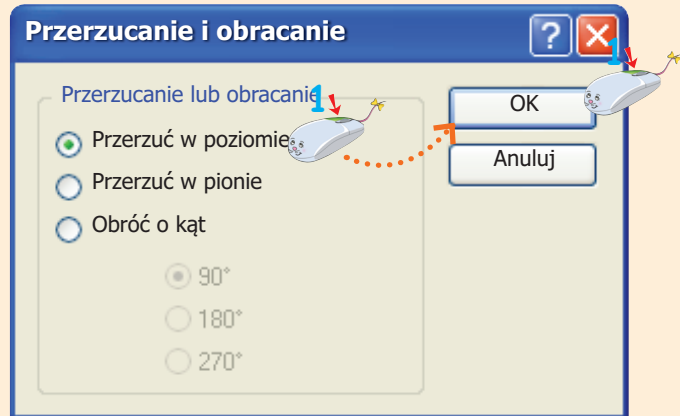 Przerzucanie i obracanie
?
Przerzucanie lub obracanie
1
Przerzuć w poziomie
Przerzuć w pionie
Obróć o kąt
90°
180°
270°
1
OK
Anuluj